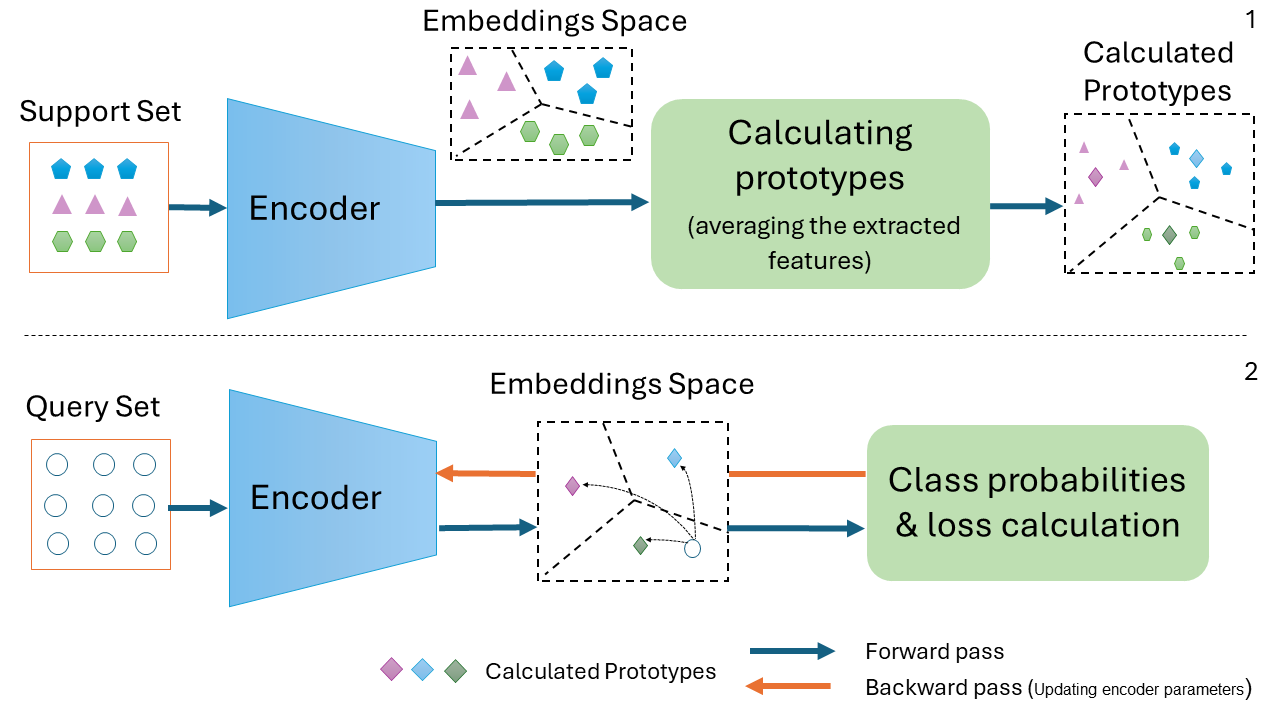 Embeddings Space
1
Calculated
Prototypes
Support Set
Encoder
Calculating
prototypes
(averaging the extracted
features)
2
Embeddings Space
Query Set
Encoder
Class probabilities
& loss calculation
Calculated Prototypes
Forward pass
Backward pass (Updating encoder parameters)